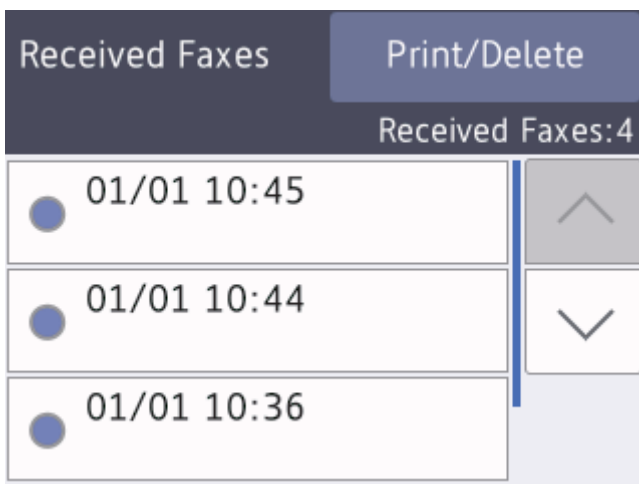 Received Faxes
Print/Delete
Received Faxes:4
01/01 10:45
01/01 10:44
01/01 10:36